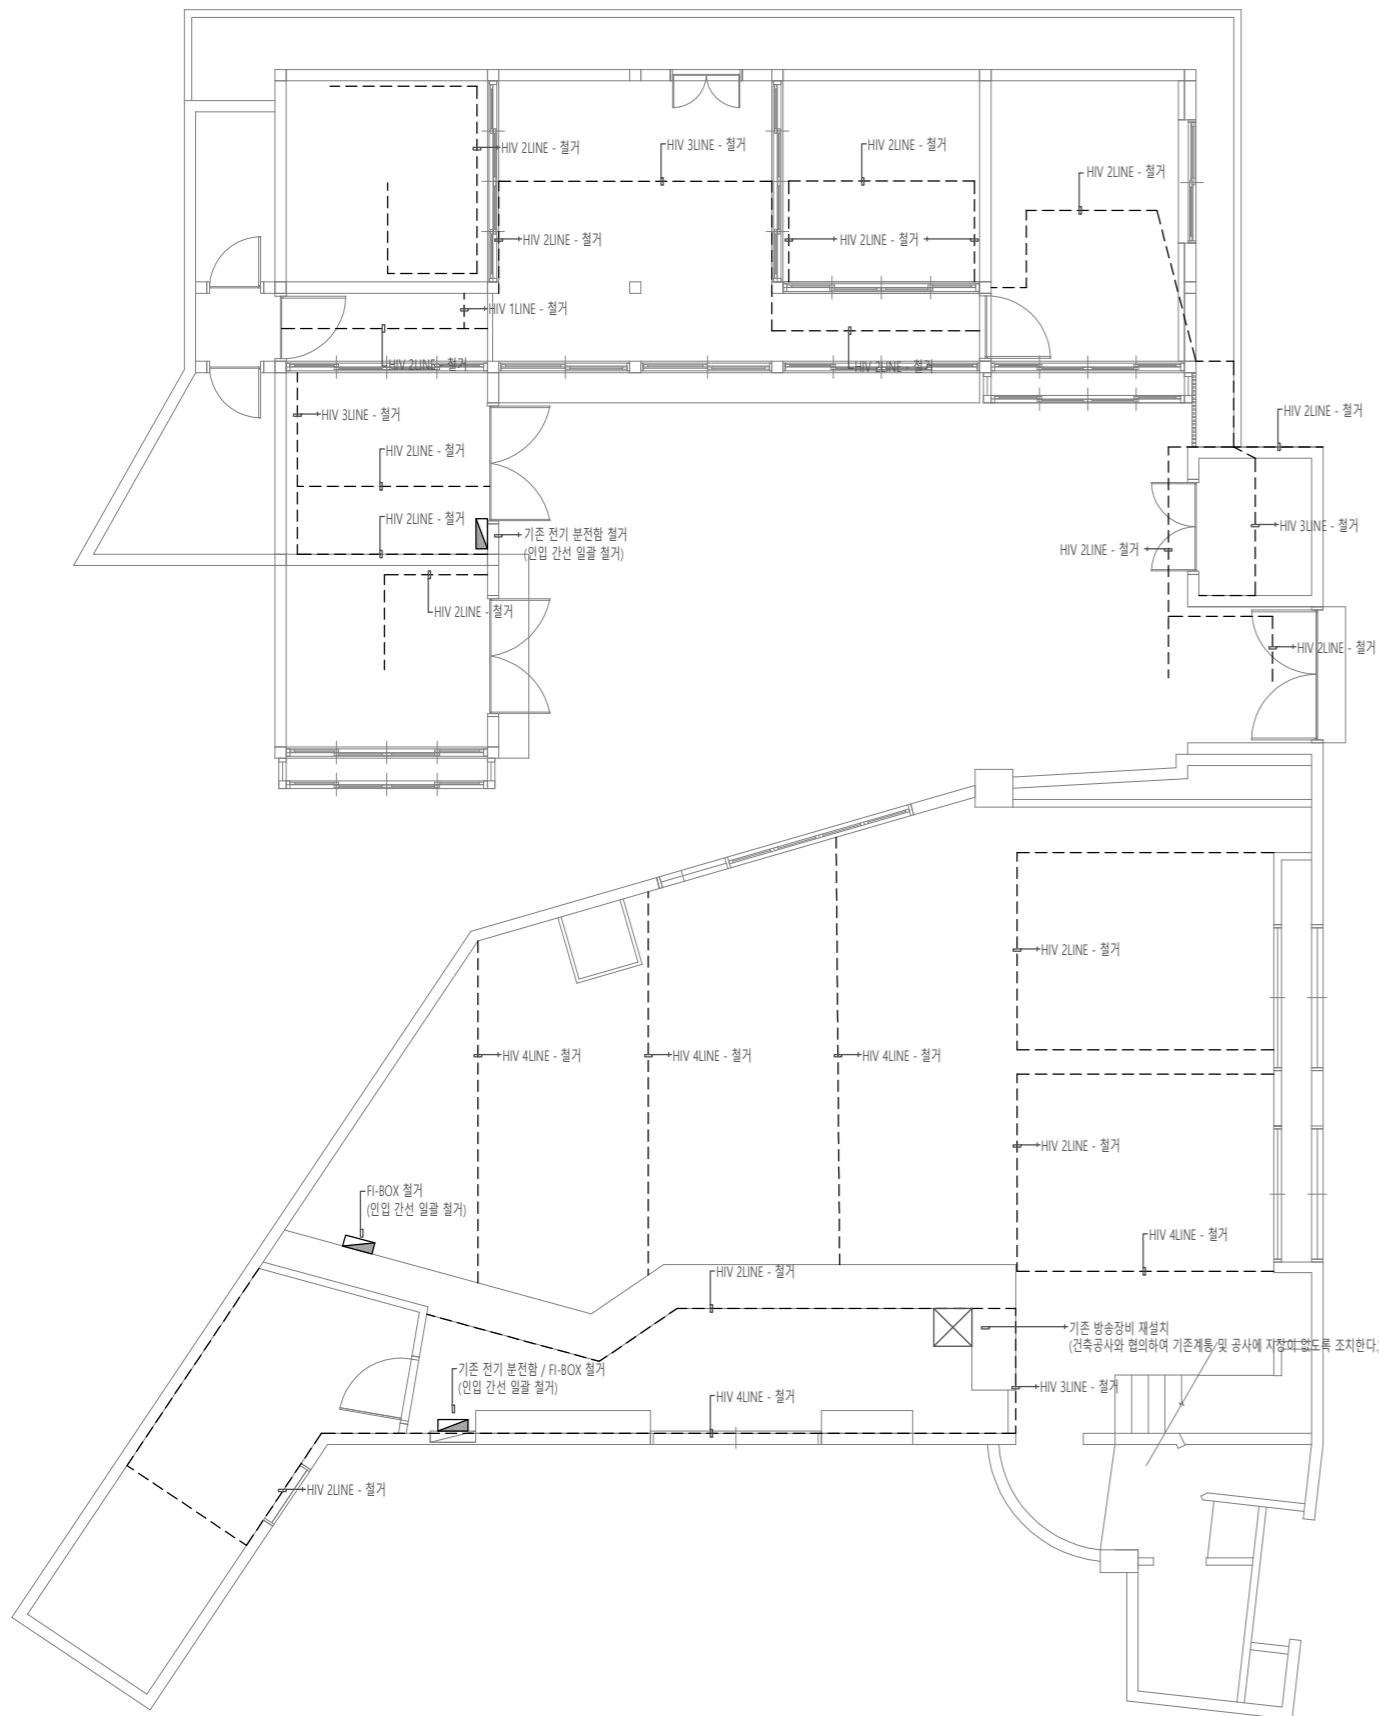 HIV 2LINE - 철거
HIV 3LINE - 철거
HIV 2LINE - 철거
HIV 2LINE - 철거
HIV 2LINE - 철거
HIV 2LINE - 철거
HIV 1LINE - 철거
HIV 2LINE - 철거
HIV 2LINE - 철거
HIV 3LINE - 철거
HIV 2LINE - 철거
HIV 2LINE - 철거
HIV 2LINE - 철거
기존 전기 분전함 철거
(인입 간선 일괄 철거)
HIV 3LINE - 철거
HIV 2LINE - 철거
HIV 2LINE - 철거
HIV 2LINE - 철거
HIV 2LINE - 철거
HIV 4LINE - 철거
HIV 4LINE - 철거
HIV 4LINE - 철거
HIV 2LINE - 철거
FI-BOX 철거
(인입 간선 일괄 철거)
HIV 4LINE - 철거
HIV 2LINE - 철거
기존 방송장비 재설치
(건축공사와 협의하여 기존계통 및 공사에 지장이 없도록 조치한다.)
기존 전기 분전함 / FI-BOX 철거
(인입 간선 일괄 철거)
HIV 3LINE - 철거
HIV 4LINE - 철거
HIV 2LINE - 철거